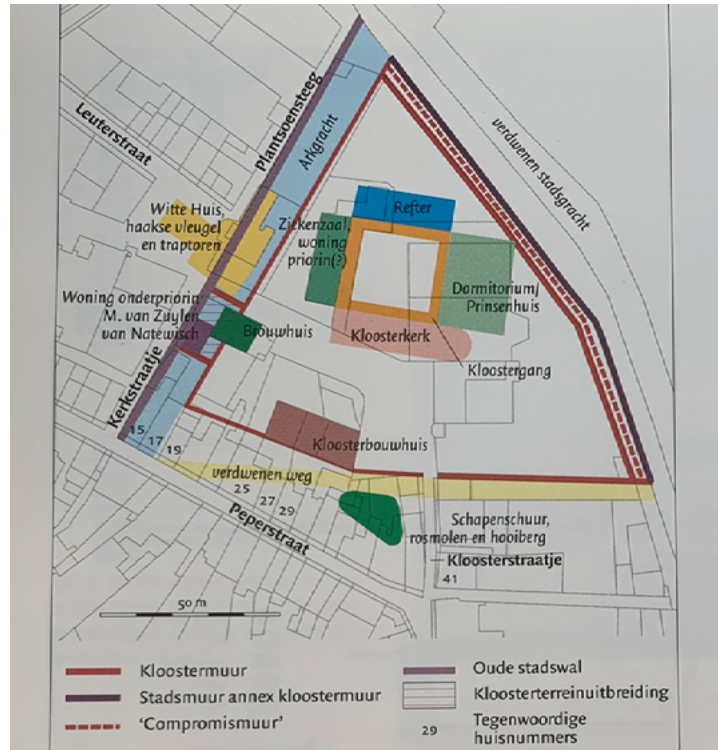 Leuterstraat
Plantsoensteeg
Arkgracht
verdwenen stadsgracht
Witte Huis,
haakse vleugel
en traptoren
Refter
Ziekenzaal,
woning
priorin(?)
Dormitorium/
Prinsenhuis
Woning onderpriorin
M. van Zuylen
van Natewisch
Brouwhuis
Kloosterkerk
Kloostergang
Kerkstraatje
15
17
19
Kloosterbouwhuis
verdwenen weg
25
27
29
Peperstraat
Schapenschuur,
rosmolen en hooiberg
Kloosterstraatje
41
50 m
Kloostermuur
Stadsmuur annex kloostermuur
'Compromismuur'
Oude stadswal
Kloosterterreinuitbreiding
29 Tegenwoordige
huisnummers